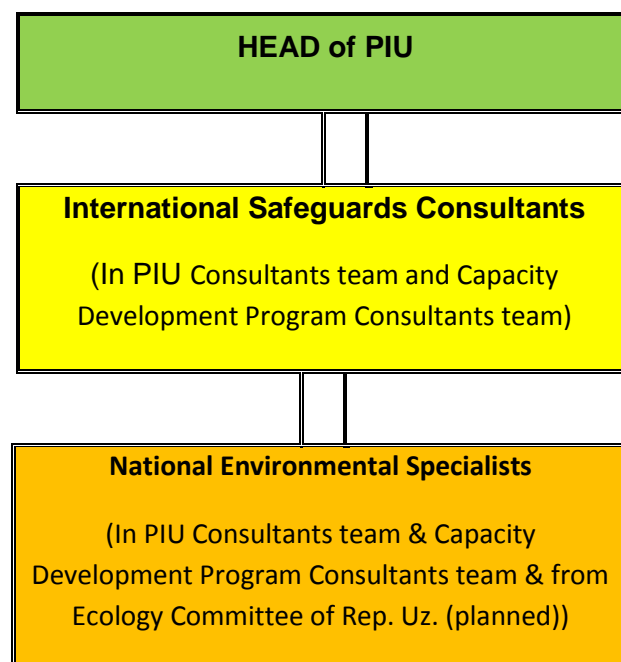 HEAD of PIU
International Safeguards Consultants
(In PIU Consultants team and Capacity
Development Program Consultants team)
National Environmental Specialists
(In PIU Consultants team & Capacity
Development Program Consultants team & from
Ecology Committee of Rep. Uz. (planned))